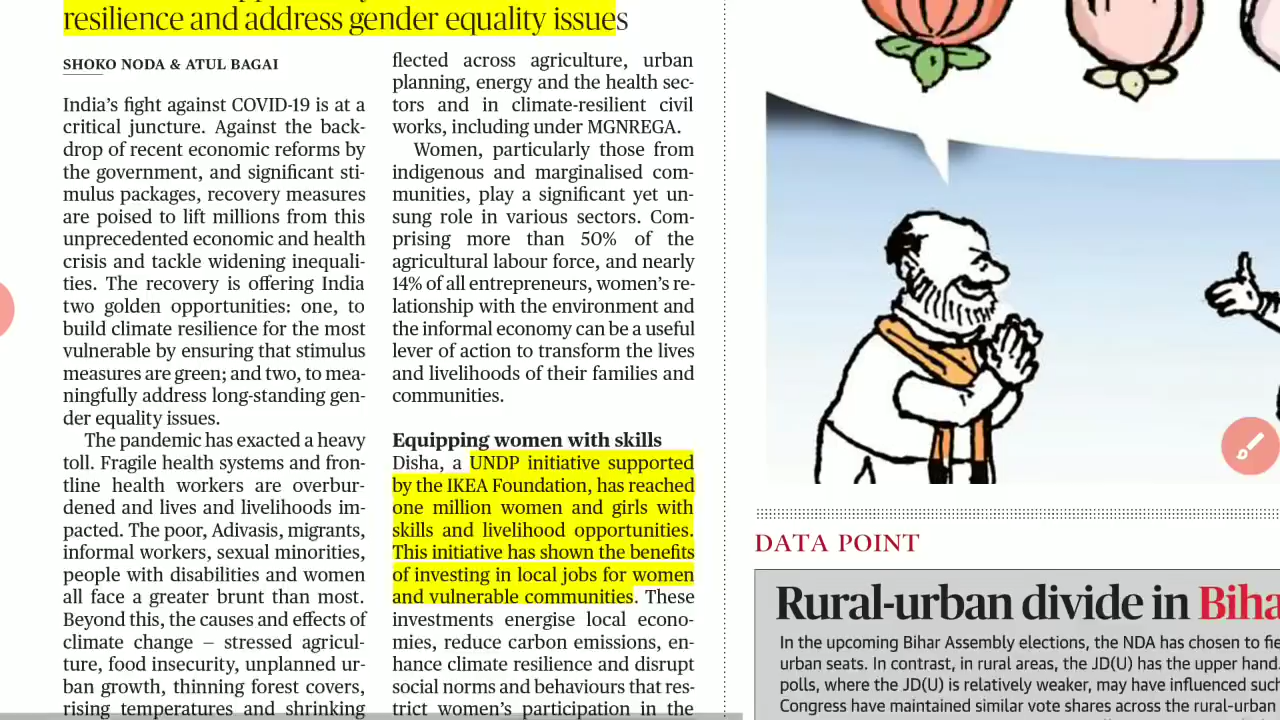 resilience and address gender equality issues
SHOKO NODA & ATUL BAGAI
India's fight against COVID-19 is at a
critical juncture. Against the back-
drop of recent economic reforms by
the government, and significant sti-
mulus packages, recovery measures
are poised to lift millions from this
unprecedented economic and health
crisis and tackle widening inequali-
ties. The recovery is offering India
two golden opportunities: one, to
build climate resilience for the most
vulnerable by ensuring that stimulus
measures are green; and two, to mea-
ningfully address long-standing gen-
der equality issues.
The pandemic has exacted a heavy
toll. Fragile health systems and fron-
tline health workers are overbur-
dened and lives and livelihoods im-
pacted. The poor, Adivasis, migrants,
informal workers, sexual minorities,
people with disabilities and women
all face a greater brunt than most.
Beyond this, the causes and effects of
climate change — stressed agricul-
ture, food insecurity, unplanned ur-
ban growth, thinning forest covers,
rising temperatures and shrinking
flected across agriculture, urban
planning, energy and the health sec-
tors and in climate-resilient civil
works, including under MGNREGA.
Women, particularly those from
indigenous and marginalised com-
munities, play a significant yet un-
sung role in various sectors. Com-
prising more than 50% of the
agricultural labour force, and nearly
14% of all entrepreneurs, women's re-
lationship with the environment and
the informal economy can be a useful
lever of action to transform the lives
and livelihoods of their families and
communities.
Equipping women with skills
Disha, a UNDP initiative supported
by the IKEA Foundation, has reached
one million women and girls with
skills and livelihood opportunities.
This initiative has shown the benefits
of investing in local jobs for women
and vulnerable communities. These
investments energise local econo-
mies, reduce carbon emissions, en-
hance climate resilience and disrupt
social norms and behaviours that res-
trict women's participation in the
DATA POINT
Rural-urban divide in Biha
In the upcoming Bihar Assembly elections, the NDA has chosen to fie
urban seats. In contrast, in rural areas, the JD(U) has the upper hand.
polls, where the JD(U) is relatively weaker, may have influenced such
Congress have maintained similar vote shares across the rural-urban